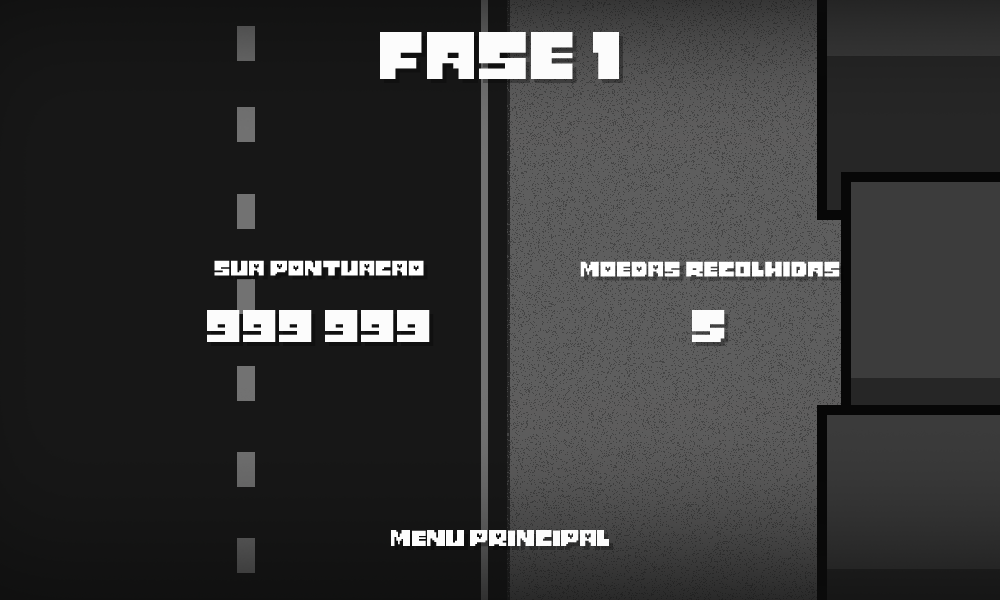 FASE 1
SUA PONTUACAO
MOEDAS RECOLHIDAS
999 999
5
MENU PRINCIPAL